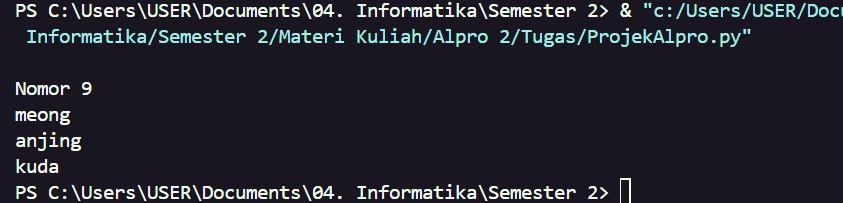 PS C:\Users\USER\Documents\04. Informatika\Semester 2> & "c:/Users/USER/Docu
Informatika/Semester 2/Materi Kuliah/Alpro 2/Tugas/ProjekAlpro.py"
Nomor 9
meong
anjing
kuda
PS C:\Users\USER\Documents\04. Informatika\Semester 2>